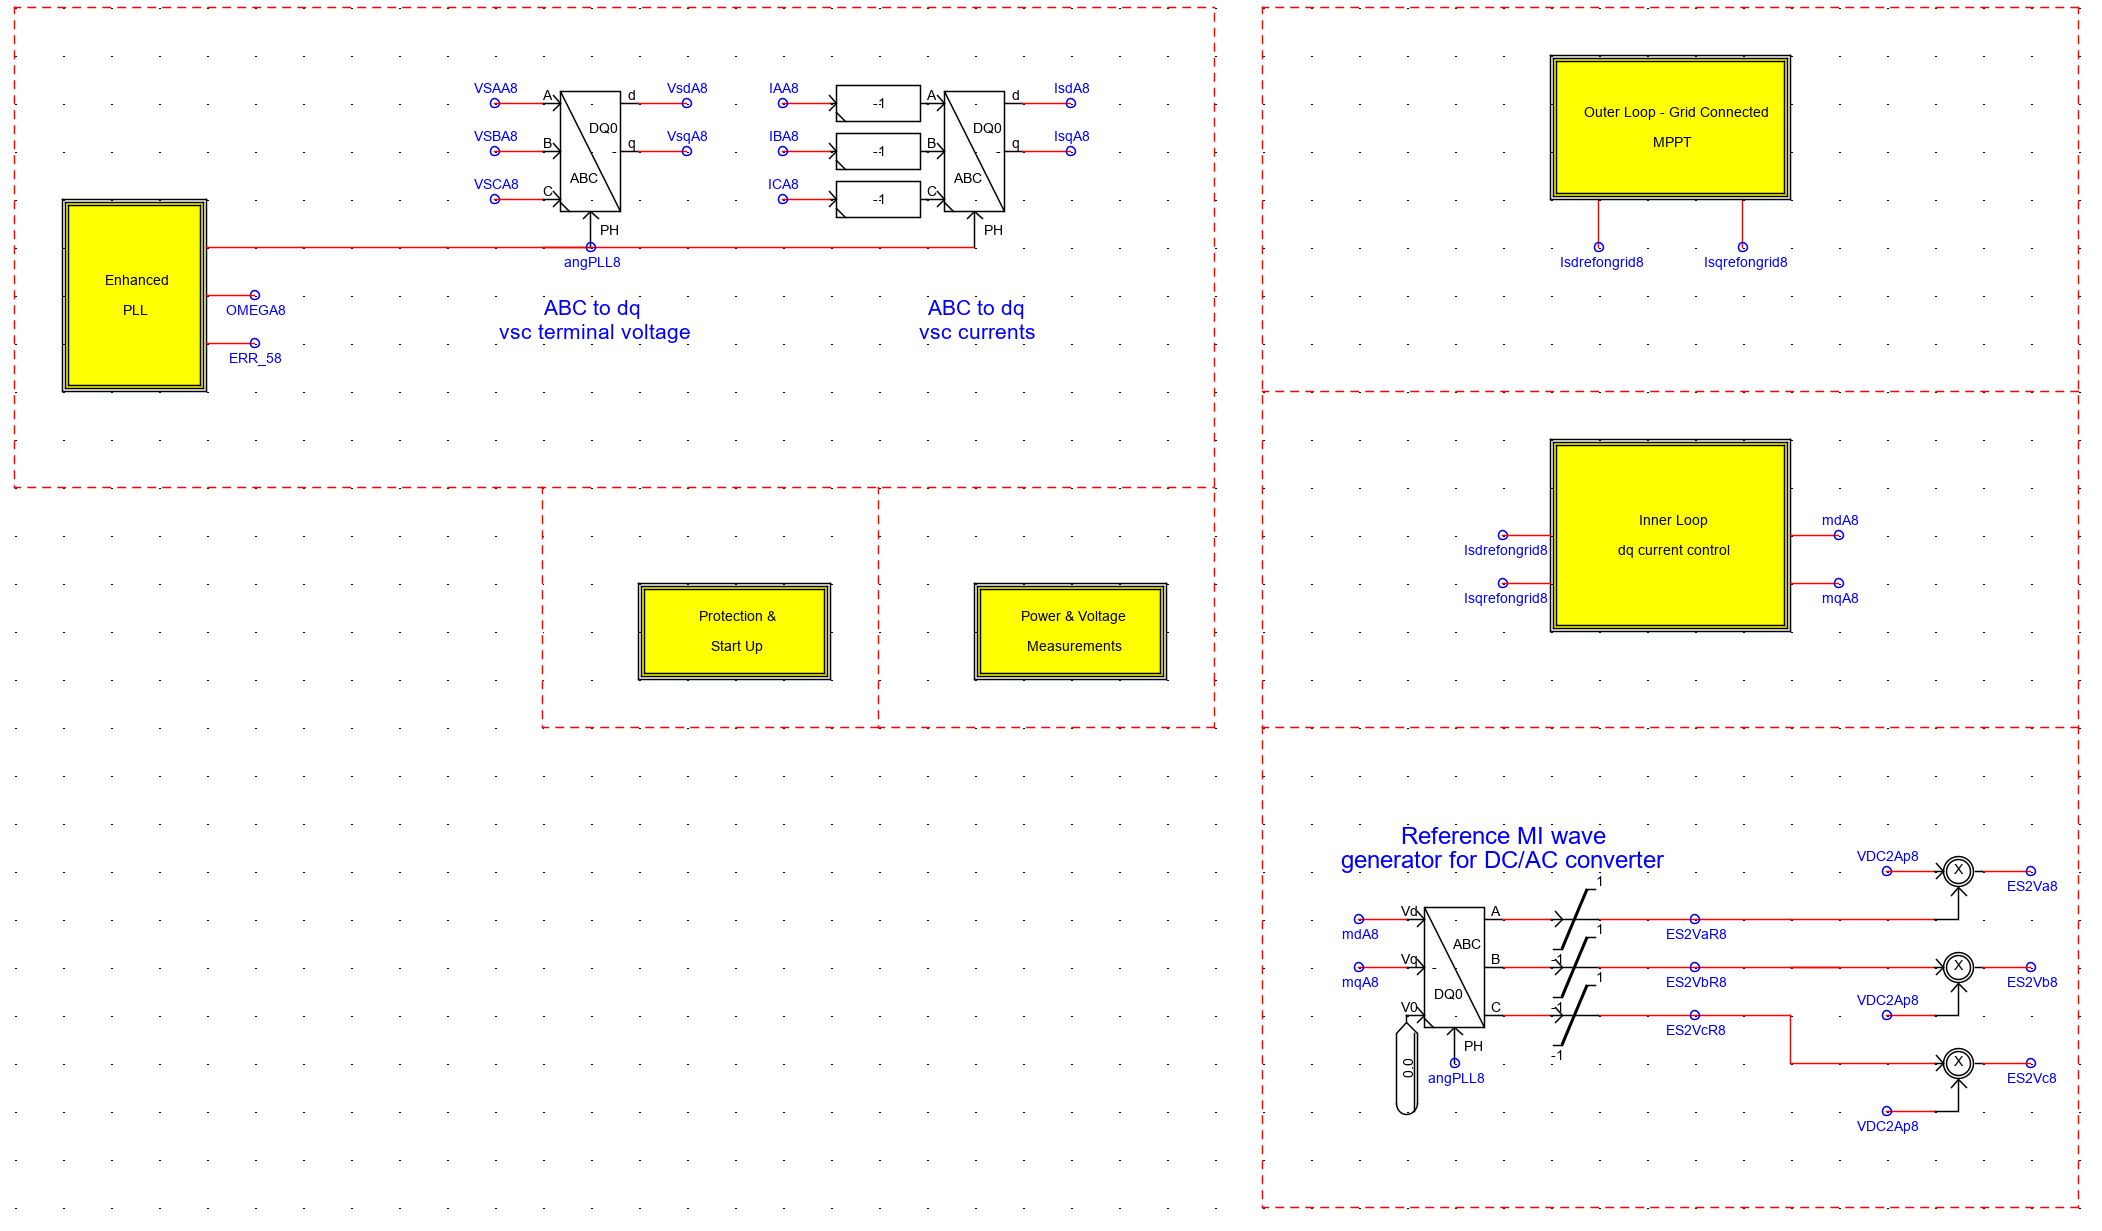 VSAA8
A
d
VsdA8
VSBA8
B
DQ0
-
q
VsqA8
VSCA8
C
ABC
PH
angPLL8
IAA8
-1
A
d
IsdA8
IBA8
-1
B
DQ0
-
q
IsqA8
ICA8
-1
C
ABC
PH
Enhanced
PLL
OMEGA8
ERR_58
ABC to dq
vsc terminal voltage
ABC to dq
vsc currents
Protection &
Start Up
Power & Voltage
Measurements
Outer Loop - Grid Connected
MPPT
Isdrefongrid8
Isqrefongrid8
Inner Loop
dq current control
Isdrefongrid8
Isqrefongrid8
mdA8
mqA8
Reference MI wave
generator for DC/AC converter
mdA8
Vd
A
mqA8
Vq
-
ABC
B
V0
DQ0
C
0.0
PH
angPLL8
1
-1
1
-1
1
-1
ES2VaR8
ES2VbR8
ES2VcR8
VDC2Ap8
X
ES2Va8
X
ES2Vb8
VDC2Ap8
X
ES2Vc8
VDC2Ap8